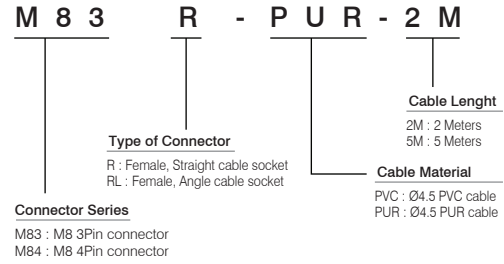 M83 R - PUR - 2M
Cable Lenght
2M : 2 Meters
5M : 5 Meters
Type of Connector
R : Female, Straight cable socket
RL : Female, Angle cable socket
Cable Material
PVC : Ø4.5 PVC cable
PUR : Ø4.5 PUR cable
Connector Series
M83 : M8 3Pin connector
M84 : M8 4Pin connector